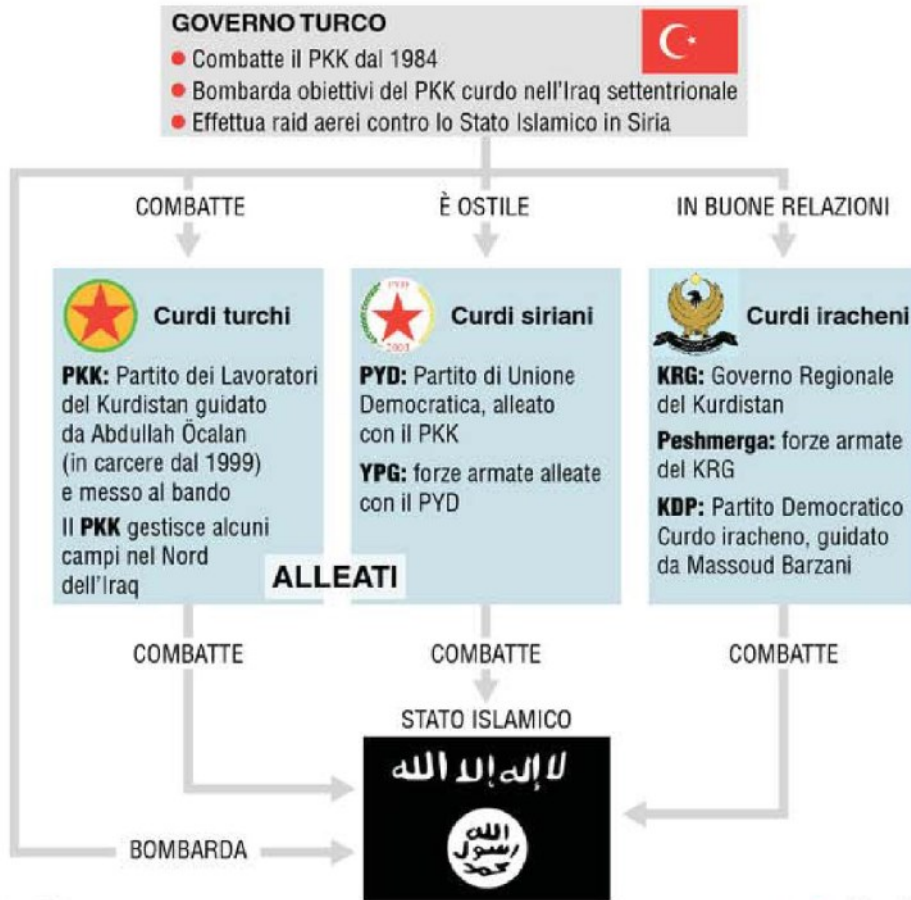 GOVERNO TURCO
• Combatte il PKK dal 1984
• Bombarda obiettivi del PKK curdo nell'Iraq settentrionale
• Effettua raid aerei contro lo Stato Islamico in Siria
COMBATTE
È OSTILE
IN BUONE RELAZIONI
Curdi turchi
PKK: Partito dei Lavoratori
del Kurdistan guidato
da Abdullah Öcalan
(in carcere dal 1999)
e messo al bando
Il PKK gestisce alcuni
campi nel Nord
dell'Iraq
PYD
2003
Curdi siriani
PYD: Partito di Unione
Democratica, alleato
con il PKK
YPG: forze armate alleate
con il PYD
ALLEATI
Curdi iracheni
KRG: Governo Regionale
del Kurdistan
Peshmerga: forze armate
del KRG
KDP: Partito Democratico
Curdo iracheno, guidato
da Massoud Barzani
COMBATTE
COMBATTE
COMBATTE
STATO ISLAMICO
لا إله إلا الله
الله
رسول
محمد
BOMBARDA